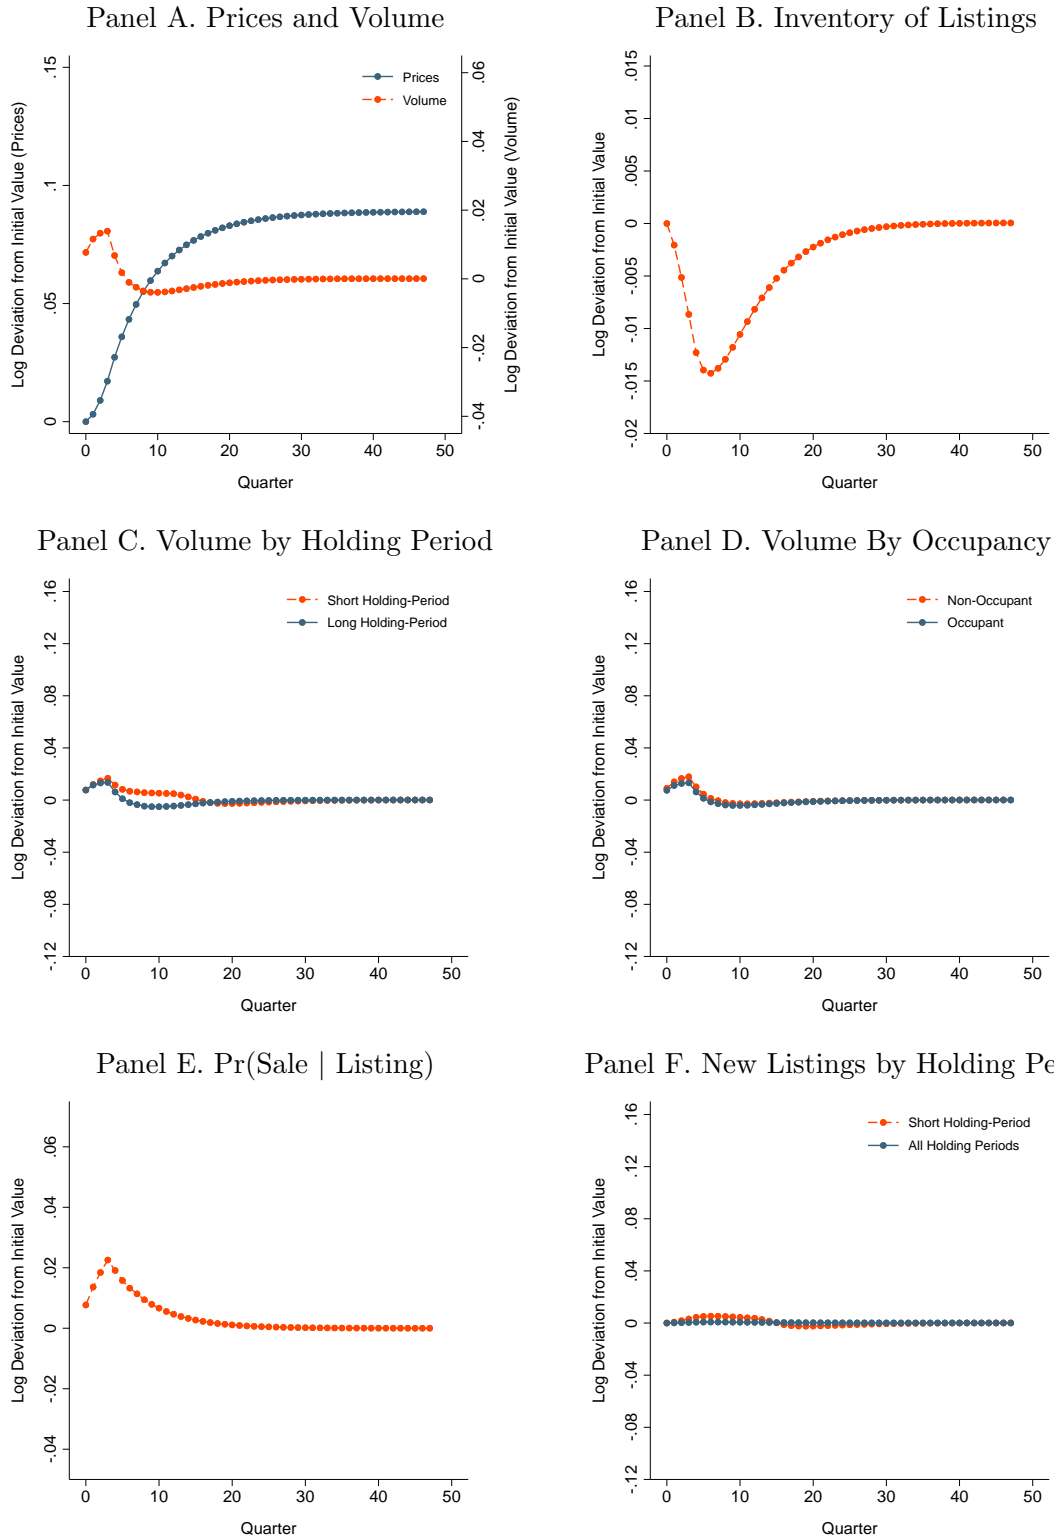 Panel A. Prices and Volume
Log Deviation from Initial Value (Prices)
.15
.1
.05
0
Prices
Volume
.06
.04
.02
0
-.02
-.04
Log Deviation from Initial Value (Volume)
0 10 20 30 40 50
Quarter
Panel B. Inventory of Listings
Log Deviation from Initial Value
.015
.01
.005
0
-.005
-.01
-.015
-.02
0 10 20 30 40 50
Quarter
Panel C. Volume by Holding Period
Log Deviation from Initial Value
.16
.12
.08
.04
0
-.04
-.08
-.12
Short Holding-Period
Long Holding-Period
0 10 20 30 40 50
Quarter
Panel D. Volume By Occupancy
Log Deviation from Initial Value
.16
.12
.08
.04
0
-.04
-.08
-.12
Non-Occupant
Occupant
0 10 20 30 40 50
Quarter
Panel E. Pr(Sale | Listing)
Log Deviation from Initial Value
.06
.04
.02
0
-.02
-.04
0 10 20 30 40 50
Quarter
Panel F. New Listings by Holding Pe
Log Deviation from Initial Value
.16
.12
.08
.04
0
-.04
-.08
-.12
Short Holding-Period
All Holding Periods
0 10 20 30 40 50
Quarter